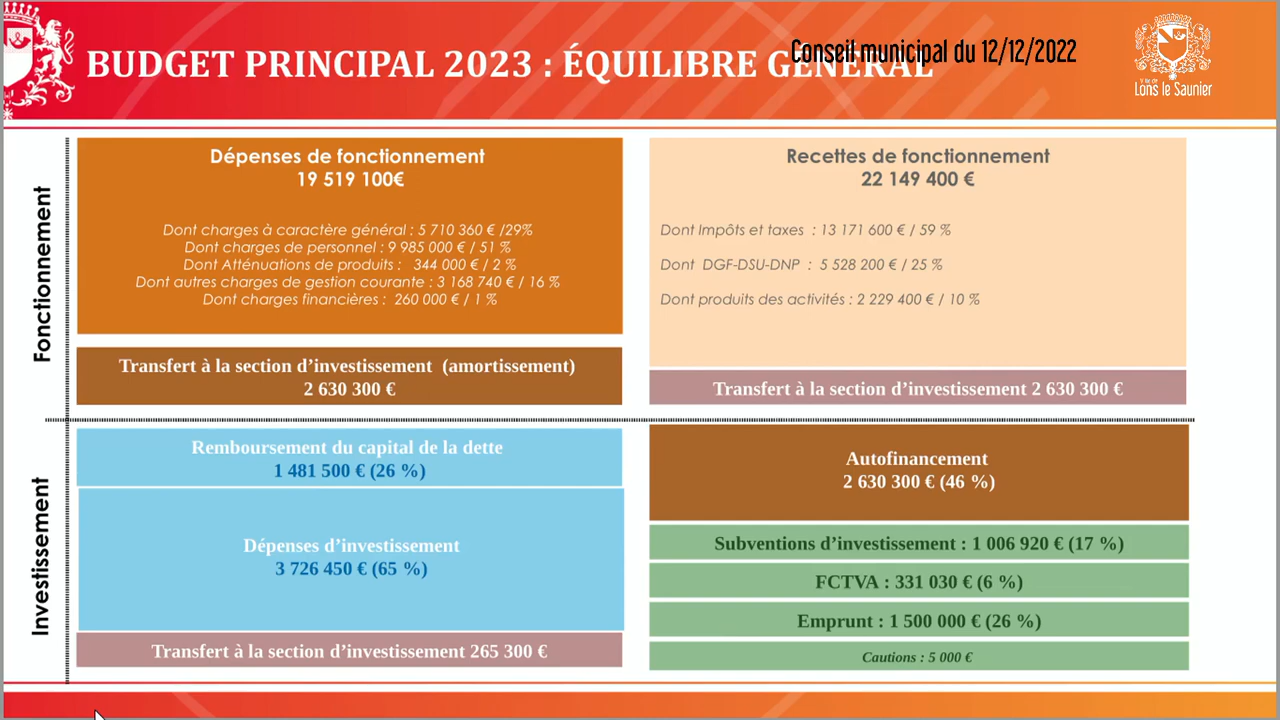 BUDGET PRINCIPAL 2023 : ÉQUILIBRE GÉNÉRAL
Conseil municipal du 12/12/2022
Ville de
Lons le Saunier
Fonctionnement
Dépenses de fonctionnement
19 519 100€
Dont charges à caractère général : 5 710 360 € /29%
Dont charges de personnel : 9 985 000 € / 51 %
Dont Atténuations de produits : 344 000 € / 2 %
Dont autres charges de gestion courante : 3 168 740 € / 16 %
Dont charges financières : 260 000 € / 1 %
Transfert à la section d’investissement (amortissement)
2 630 300 €
Recettes de fonctionnement
22 149 400 €
Dont Impôts et taxes : 13 171 600 € / 59 %
Dont DGF-DSU-DNP : 5 528 200 € / 25 %
Dont produits des activités : 2 229 400 € / 10 %
Transfert à la section d’investissement 2 630 300 €
Investissement
Remboursement du capital de la dette
1 481 500 € (26 %)
Dépenses d’investissement
3 726 450 € (65 %)
Transfert à la section d’investissement 265 300 €
Autofinancement
2 630 300 € (46 %)
Subventions d’investissement : 1 006 920 € (17 %)
FCTVA : 331 030 € (6 %)
Emprunt : 1 500 000 € (26 %)
Cautions : 5 000 €